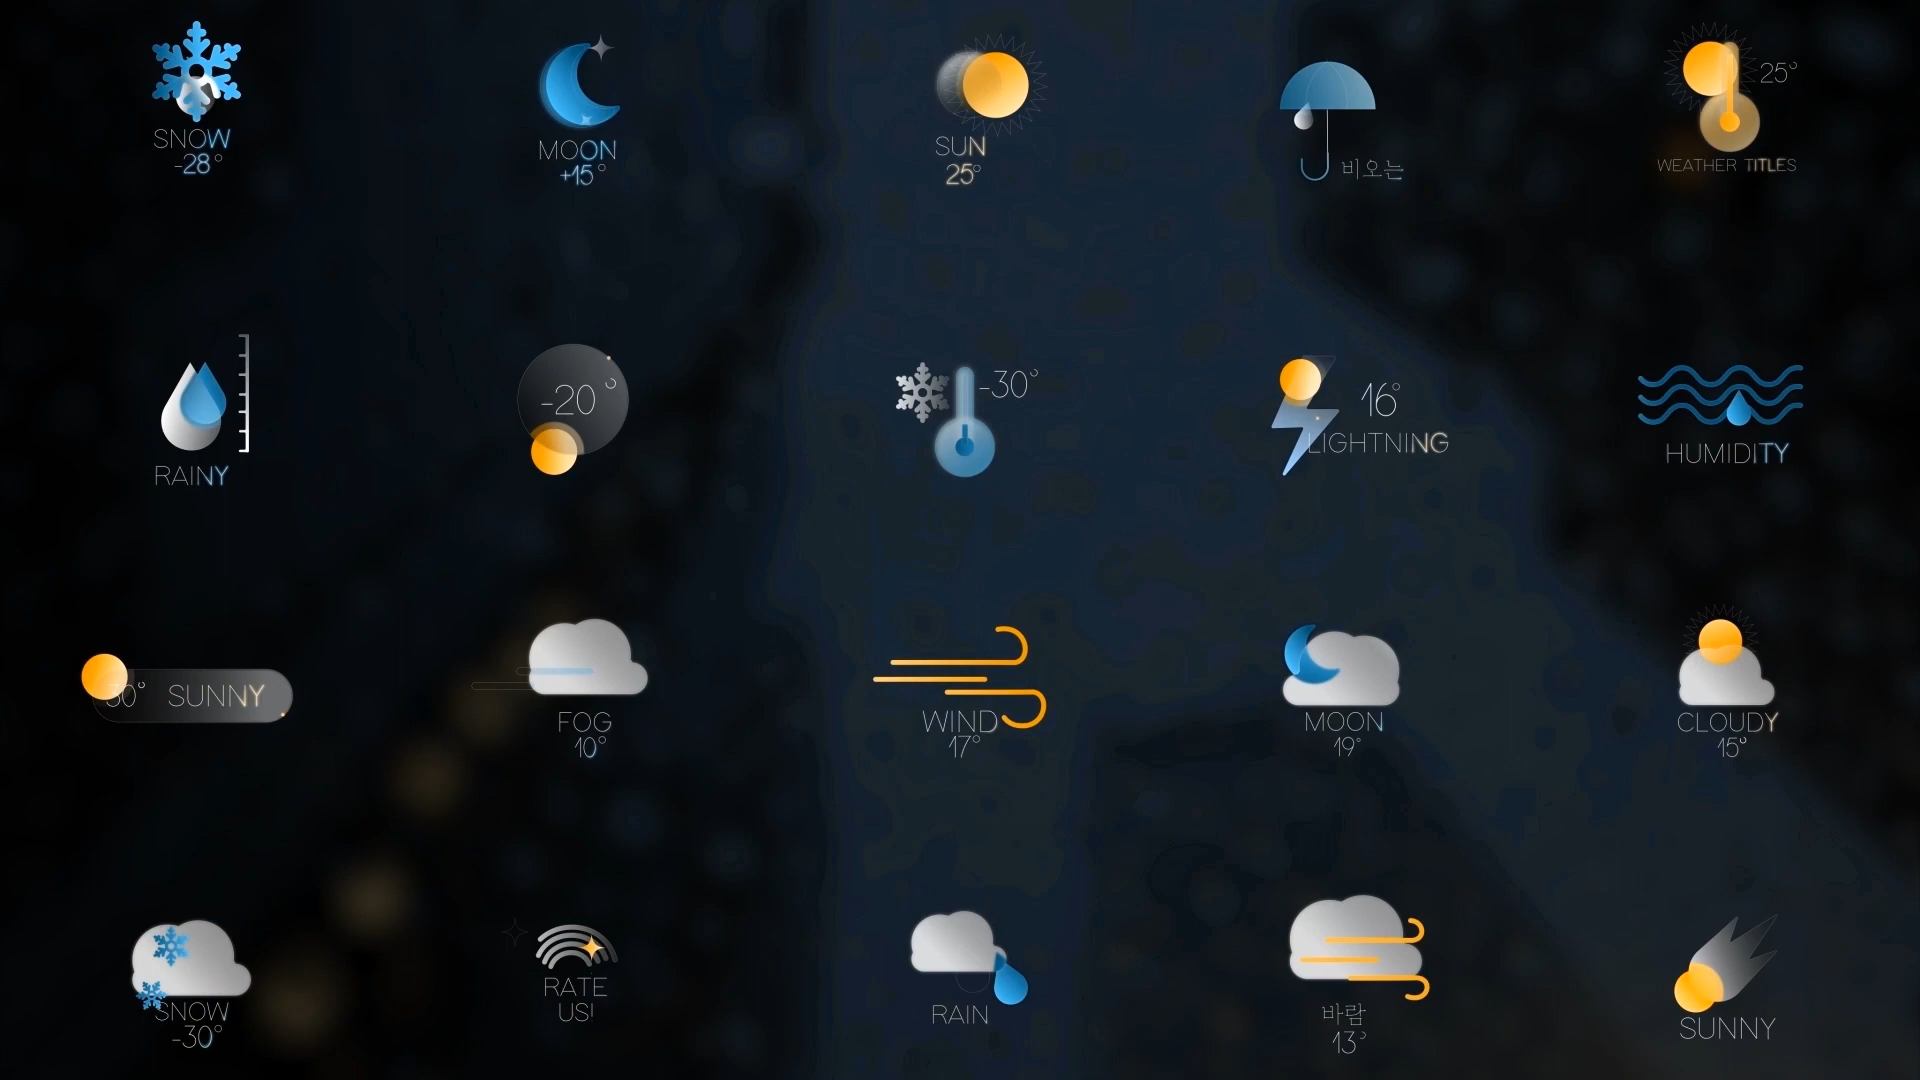 SNOW
-28°
MOON
+15°
SUN
25°
비오는
25°
WEATHER TITLES
RAINY
-20°
-30°
16°
LIGHTNING
HUMIDITY
30° SUNNY
FOG
10°
WIND
17°
MOON
19°
CLOUDY
15°
SNOW
-30°
RATE
US!
RAIN
바람
13°
SUNNY